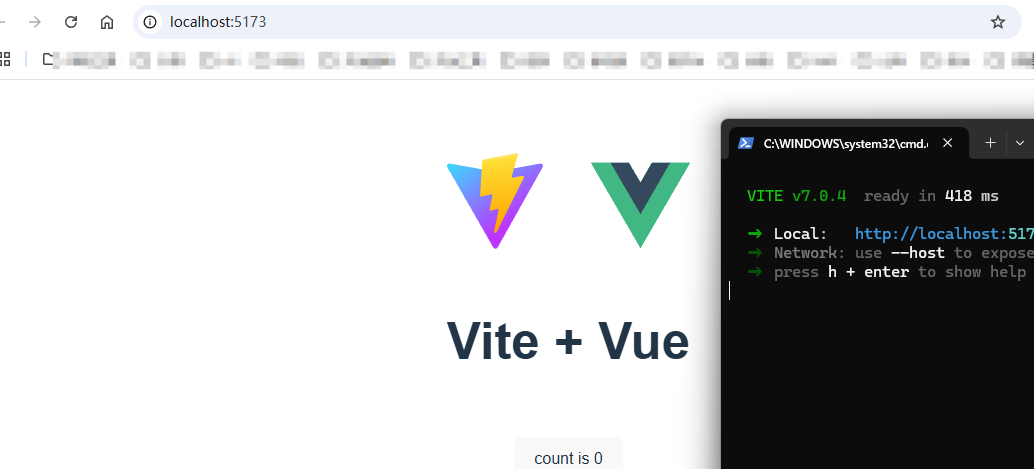 localhost:5173
C:\WINDOWS\system32\cmd.
VITE v7.0.4 ready in 418 ms
➜ Local: http://localhost:517
➜ Network: use --host to expose
➜ press h + enter to show help
Vite + Vue
count is 0